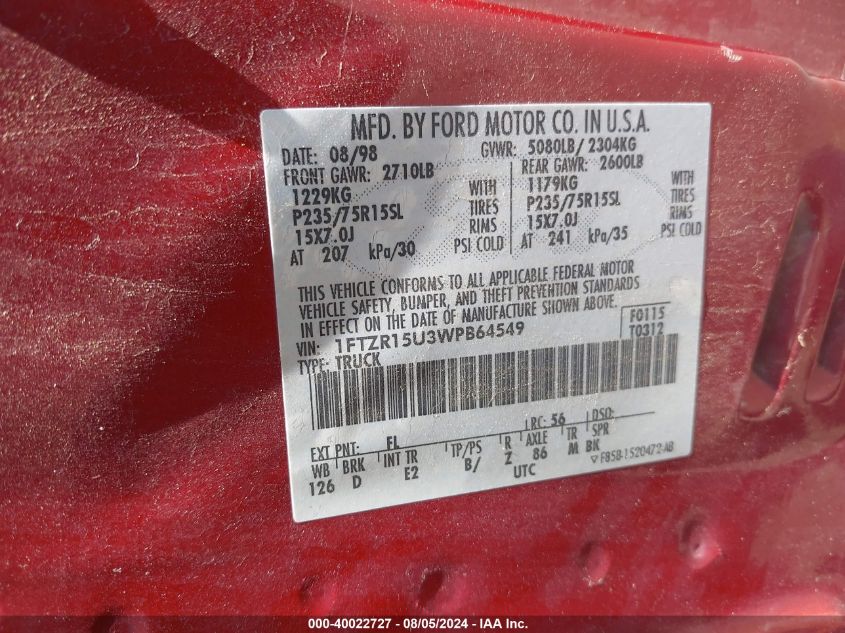 MFD. BY FORD MOTOR CO. IN U.S.A.
DATE: 08/98 GVWR: 5080LB/ 2304KG
FRONT GAWR: 2710LB REAR GAWR: 2600LB
1229KG WITH 1179KG WITH
P235/75R15SL TIRES P235/75R15SL TIRES
15X7.0J RIMS 15X7.0J RIMS
AT 207 kPa/30 PSI COLD AT 241 kPa/35 PSI COLD
THIS VEHICLE CONFORMS TO ALL APPLICABLE FEDERAL MOTOR
VEHICLE SAFETY, BUMPER, AND THEFT PREVENTION STANDARDS
IN EFFECT ON THE DATE OF MANUFACTURE SHOWN ABOVE.
VIN: 1FTZR15U3WPB64549 F0115
TYPE: TRUCK T0312
EXT PNT: FL RC: 56 DSO:
WB BRK INT TR TP/PS R AXLE TR SPR
126 D E2 B/ Z 86 M BK
UTC F85B-1520472-AB
000-40022727 - 08/05/2024 - IAA Inc.